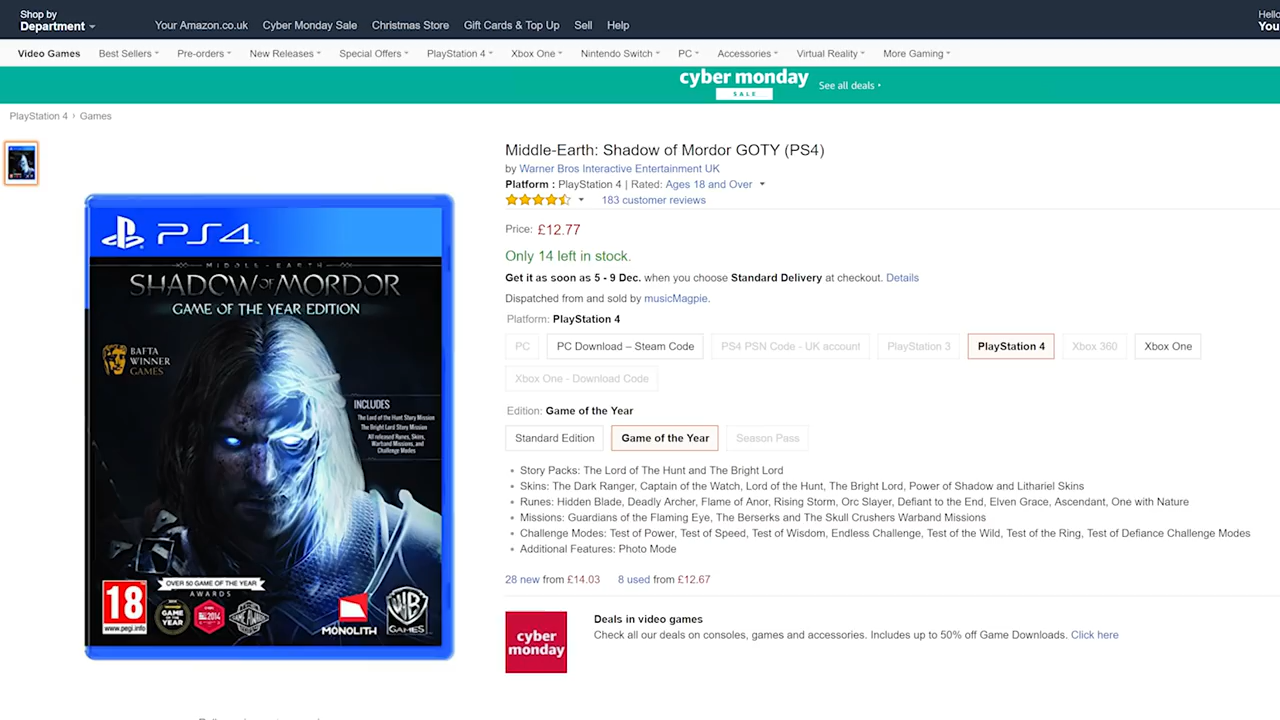 Shop by
Department
Your Amazon.co.uk
Cyber Monday Sale
Christmas Store
Gift Cards & Top Up
Sell
Help
Hello
You
Video Games
Best Sellers
Pre-orders
New Releases
Special Offers
PlayStation 4
Xbox One
Nintendo Switch
PC
Accessories
Virtual Reality
More Gaming
cyber monday
SALE
See all deals
PlayStation 4 › Games
Middle-Earth: Shadow of Mordor GOTY (PS4)
by Warner Bros Interactive Entertainment UK
Platform : PlayStation 4 | Rated: Ages 18 and Over
183 customer reviews
Price: £12.77
Only 14 left in stock.
Get it as soon as 5 - 9 Dec. when you choose Standard Delivery at checkout. Details
Dispatched from and sold by musicMagpie.
Platform: PlayStation 4
PC
PC Download – Steam Code
PS4 PSN Code - UK account
PlayStation 3
PlayStation 4
Xbox 360
Xbox One
Xbox One - Download Code
Edition: Game of the Year
Standard Edition
Game of the Year
Season Pass
• Story Packs: The Lord of The Hunt and The Bright Lord
• Skins: The Dark Ranger, Captain of the Watch, Lord of the Hunt, The Bright Lord, Power of Shadow and Lithariel Skins
• Runes: Hidden Blade, Deadly Archer, Flame of Anor, Rising Storm, Orc Slayer, Defiant to the End, Elven Grace, Ascendant, One with Nature
• Missions: Guardians of the Flaming Eye, The Berserks and The Skull Crushers Warband Missions
• Challenge Modes: Test of Power, Test of Speed, Test of Wisdom, Endless Challenge, Test of the Wild, Test of the Ring, Test of Defiance Challenge Modes
• Additional Features: Photo Mode
28 new from £14.03
8 used from £12.67
cyber
monday
Deals in video games
Check all our deals on consoles, games and accessories. Includes up to 50% off Game Downloads. Click here
PS4
MIDDLE-EARTH
SHADOW OF MORDOR
GAME OF THE YEAR EDITION
BAFTA
WINNER
GAMES
INCLUDES
The Lord of the Hunt Story Mission
The Bright Lord Story Mission
All released Runes, Skins,
Warband Missions, and
Challenge Modes
18
www.pegi.info
OVER 50 GAME OF THE YEAR
AWARDS
GAME
OF THE
YEAR
2014
MONOLITH
WB
GAMES